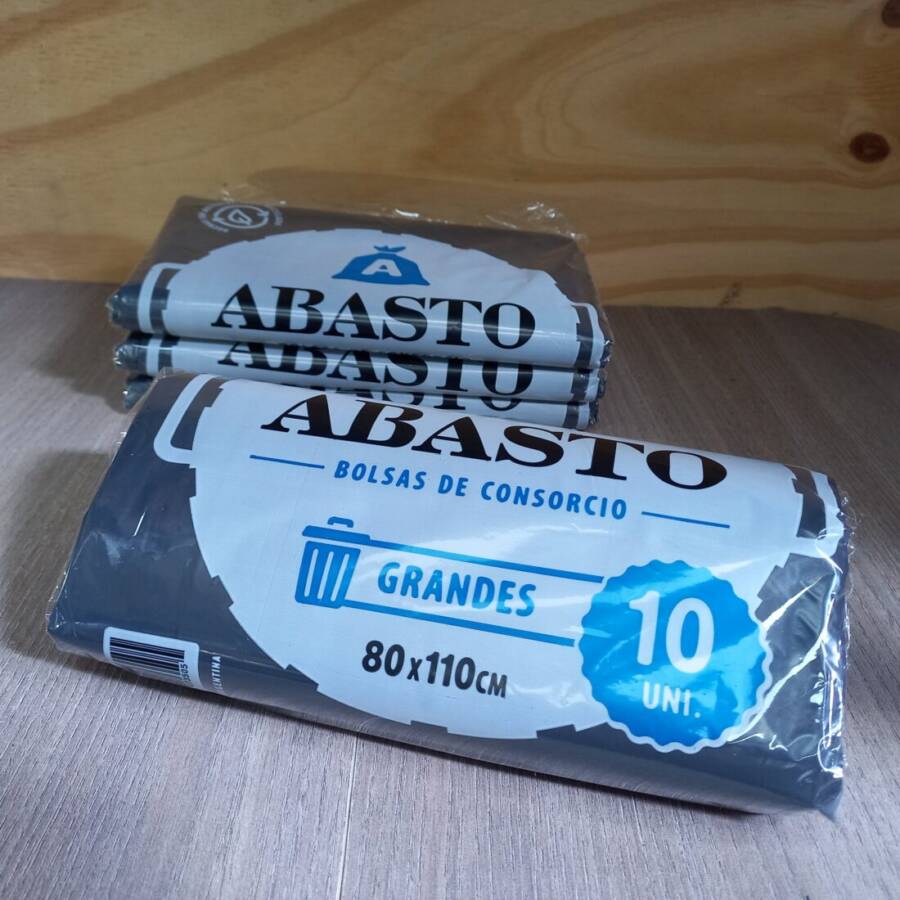 A
ABASTO
ABASTO
ABASTO
ABASTO
BOLSAS DE CONSORCIO
GRANDES
80x110CM
10
UNI.